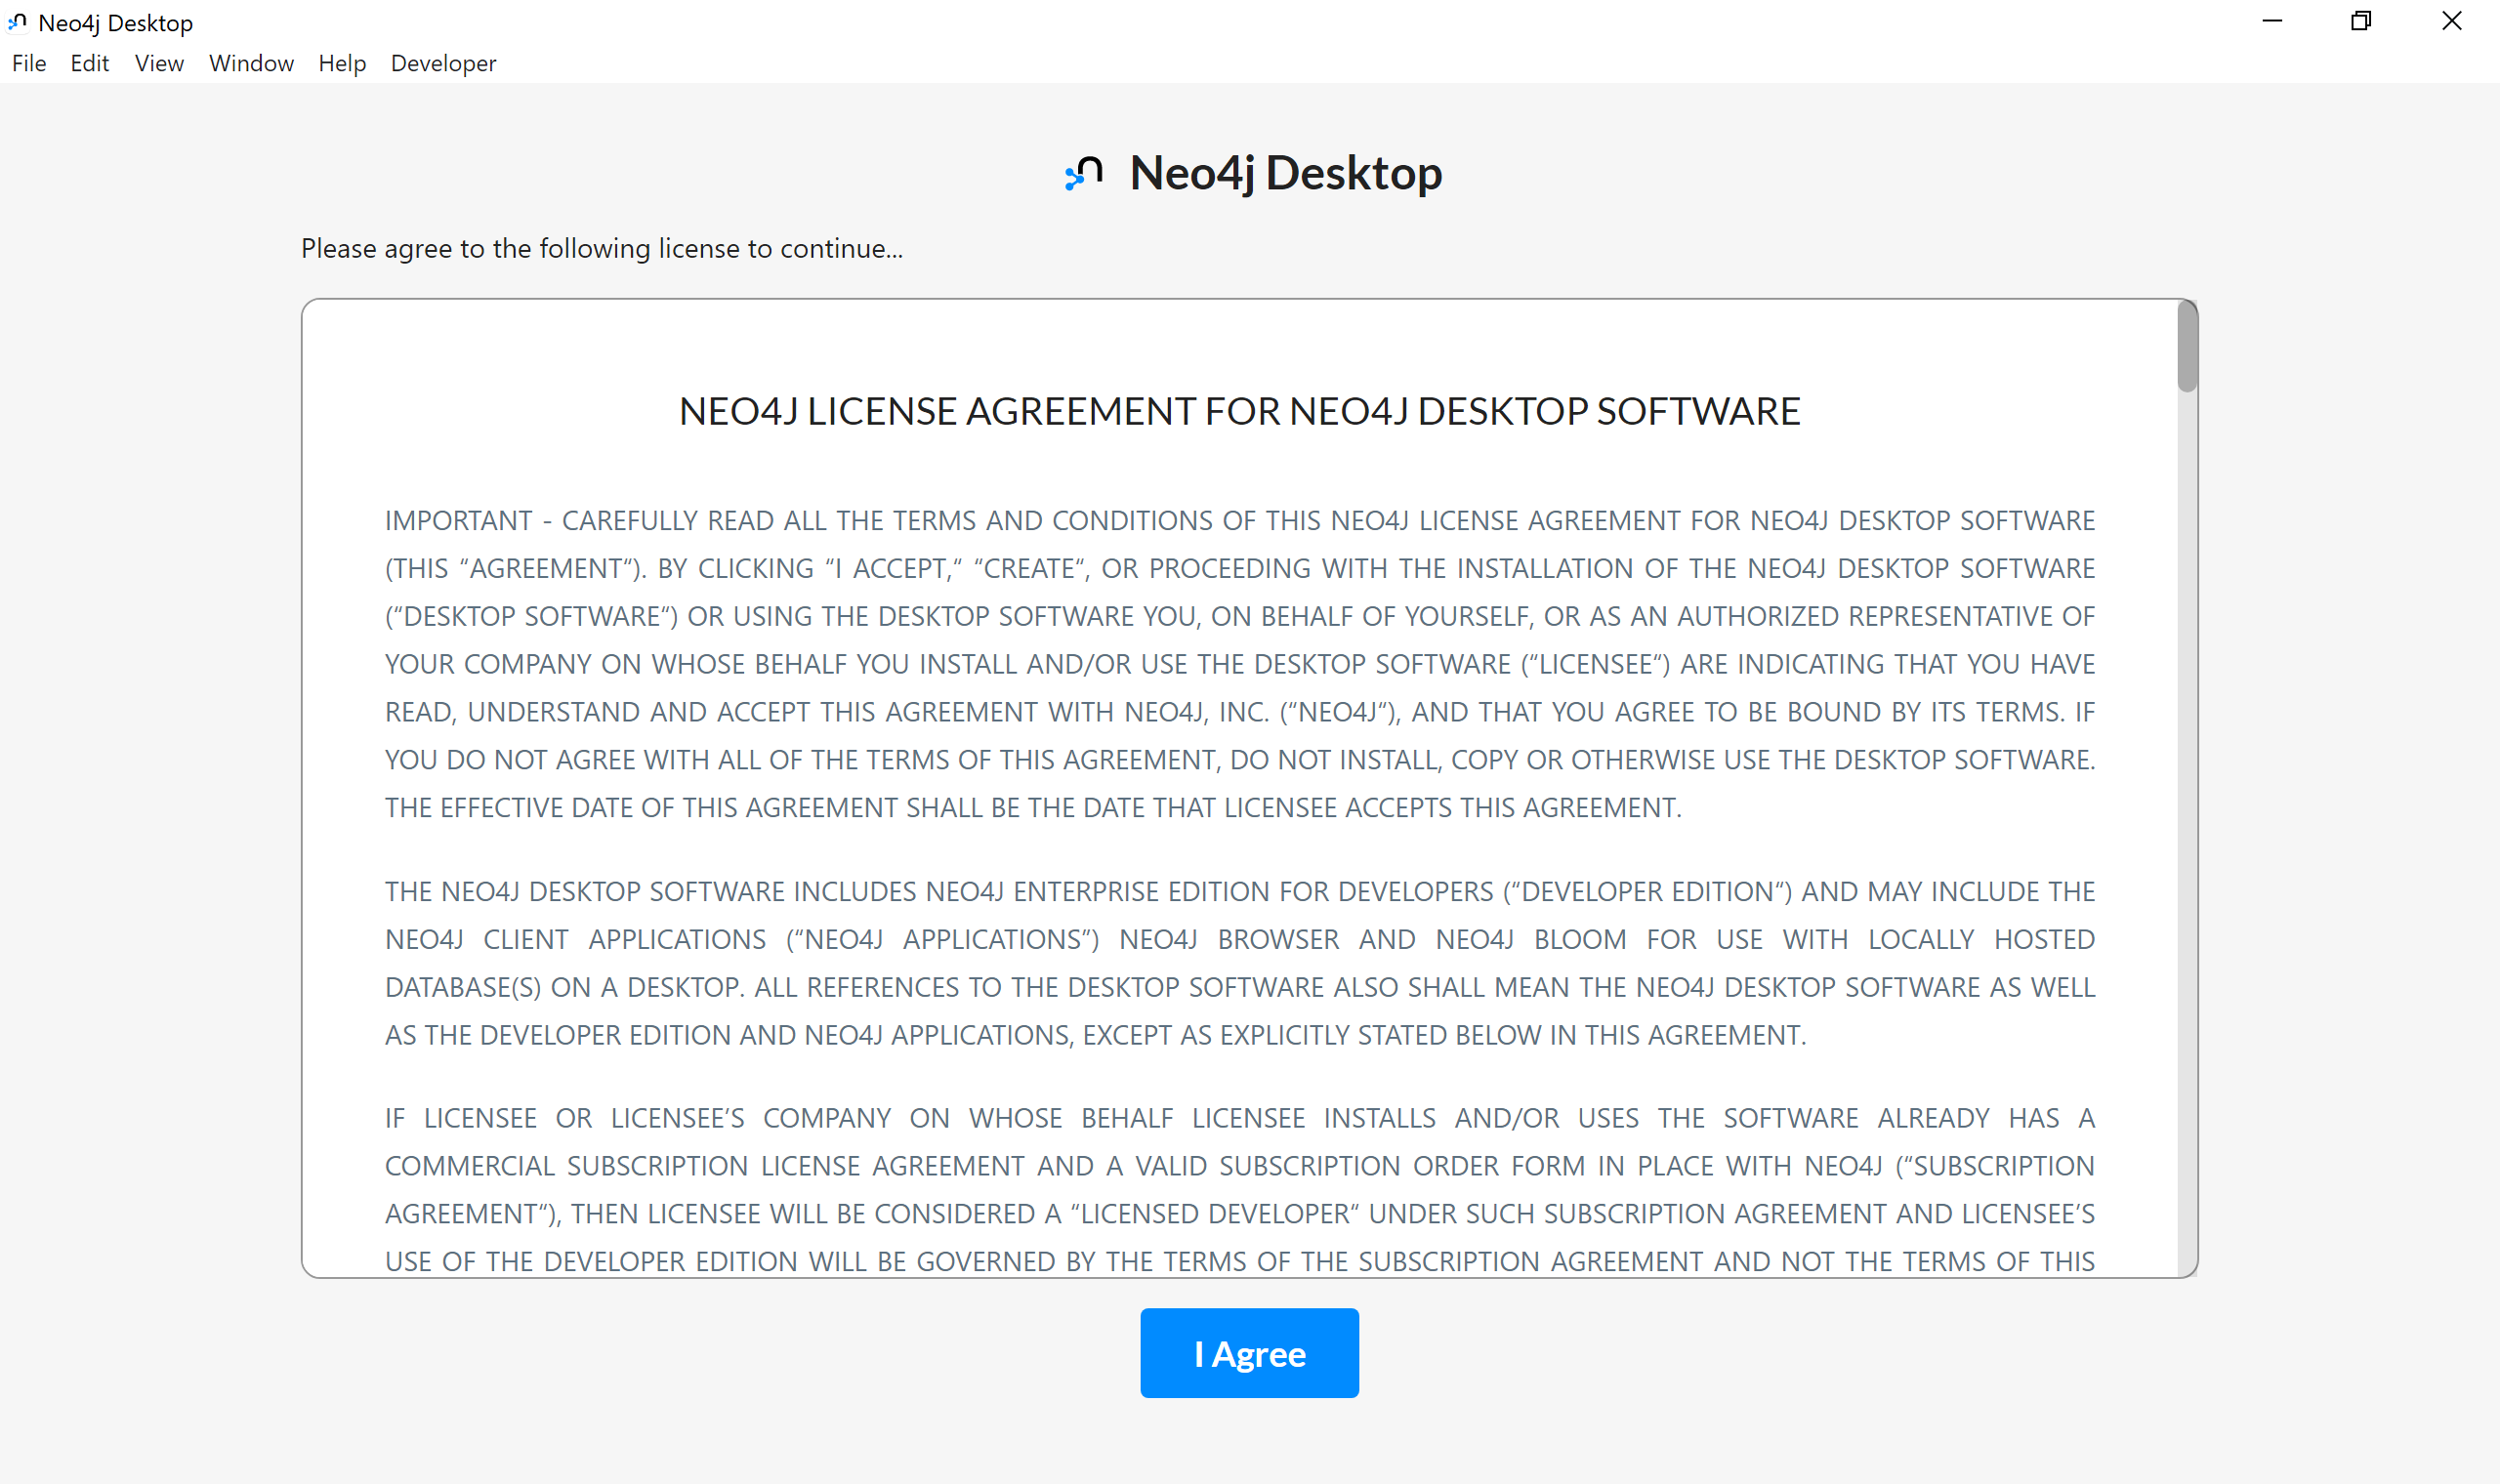 Neo4j Desktop
File Edit View Window Help Developer
Neo4j Desktop
Please agree to the following license to continue...
NEO4J LICENSE AGREEMENT FOR NEO4J DESKTOP SOFTWARE
IMPORTANT - CAREFULLY READ ALL THE TERMS AND CONDITIONS OF THIS NEO4J LICENSE AGREEMENT FOR NEO4J DESKTOP SOFTWARE
(THIS “AGREEMENT“). BY CLICKING “I ACCEPT,“ “CREATE“, OR PROCEEDING WITH THE INSTALLATION OF THE NEO4J DESKTOP SOFTWARE
(“DESKTOP SOFTWARE“) OR USING THE DESKTOP SOFTWARE YOU, ON BEHALF OF YOURSELF, OR AS AN AUTHORIZED REPRESENTATIVE OF
YOUR COMPANY ON WHOSE BEHALF YOU INSTALL AND/OR USE THE DESKTOP SOFTWARE (“LICENSEE“) ARE INDICATING THAT YOU HAVE
READ, UNDERSTAND AND ACCEPT THIS AGREEMENT WITH NEO4J, INC. (“NEO4J“), AND THAT YOU AGREE TO BE BOUND BY ITS TERMS. IF
YOU DO NOT AGREE WITH ALL OF THE TERMS OF THIS AGREEMENT, DO NOT INSTALL, COPY OR OTHERWISE USE THE DESKTOP SOFTWARE.
THE EFFECTIVE DATE OF THIS AGREEMENT SHALL BE THE DATE THAT LICENSEE ACCEPTS THIS AGREEMENT.
THE NEO4J DESKTOP SOFTWARE INCLUDES NEO4J ENTERPRISE EDITION FOR DEVELOPERS (“DEVELOPER EDITION“) AND MAY INCLUDE THE
NEO4J CLIENT APPLICATIONS (“NEO4J APPLICATIONS”) NEO4J BROWSER AND NEO4J BLOOM FOR USE WITH LOCALLY HOSTED
DATABASE(S) ON A DESKTOP. ALL REFERENCES TO THE DESKTOP SOFTWARE ALSO SHALL MEAN THE NEO4J DESKTOP SOFTWARE AS WELL
AS THE DEVELOPER EDITION AND NEO4J APPLICATIONS, EXCEPT AS EXPLICITLY STATED BELOW IN THIS AGREEMENT.
IF LICENSEE OR LICENSEE’S COMPANY ON WHOSE BEHALF LICENSEE INSTALLS AND/OR USES THE SOFTWARE ALREADY HAS A
COMMERCIAL SUBSCRIPTION LICENSE AGREEMENT AND A VALID SUBSCRIPTION ORDER FORM IN PLACE WITH NEO4J (“SUBSCRIPTION
AGREEMENT“), THEN LICENSEE WILL BE CONSIDERED A “LICENSED DEVELOPER“ UNDER SUCH SUBSCRIPTION AGREEMENT AND LICENSEE’S
USE OF THE DEVELOPER EDITION WILL BE GOVERNED BY THE TERMS OF THE SUBSCRIPTION AGREEMENT AND NOT THE TERMS OF THIS
I Agree